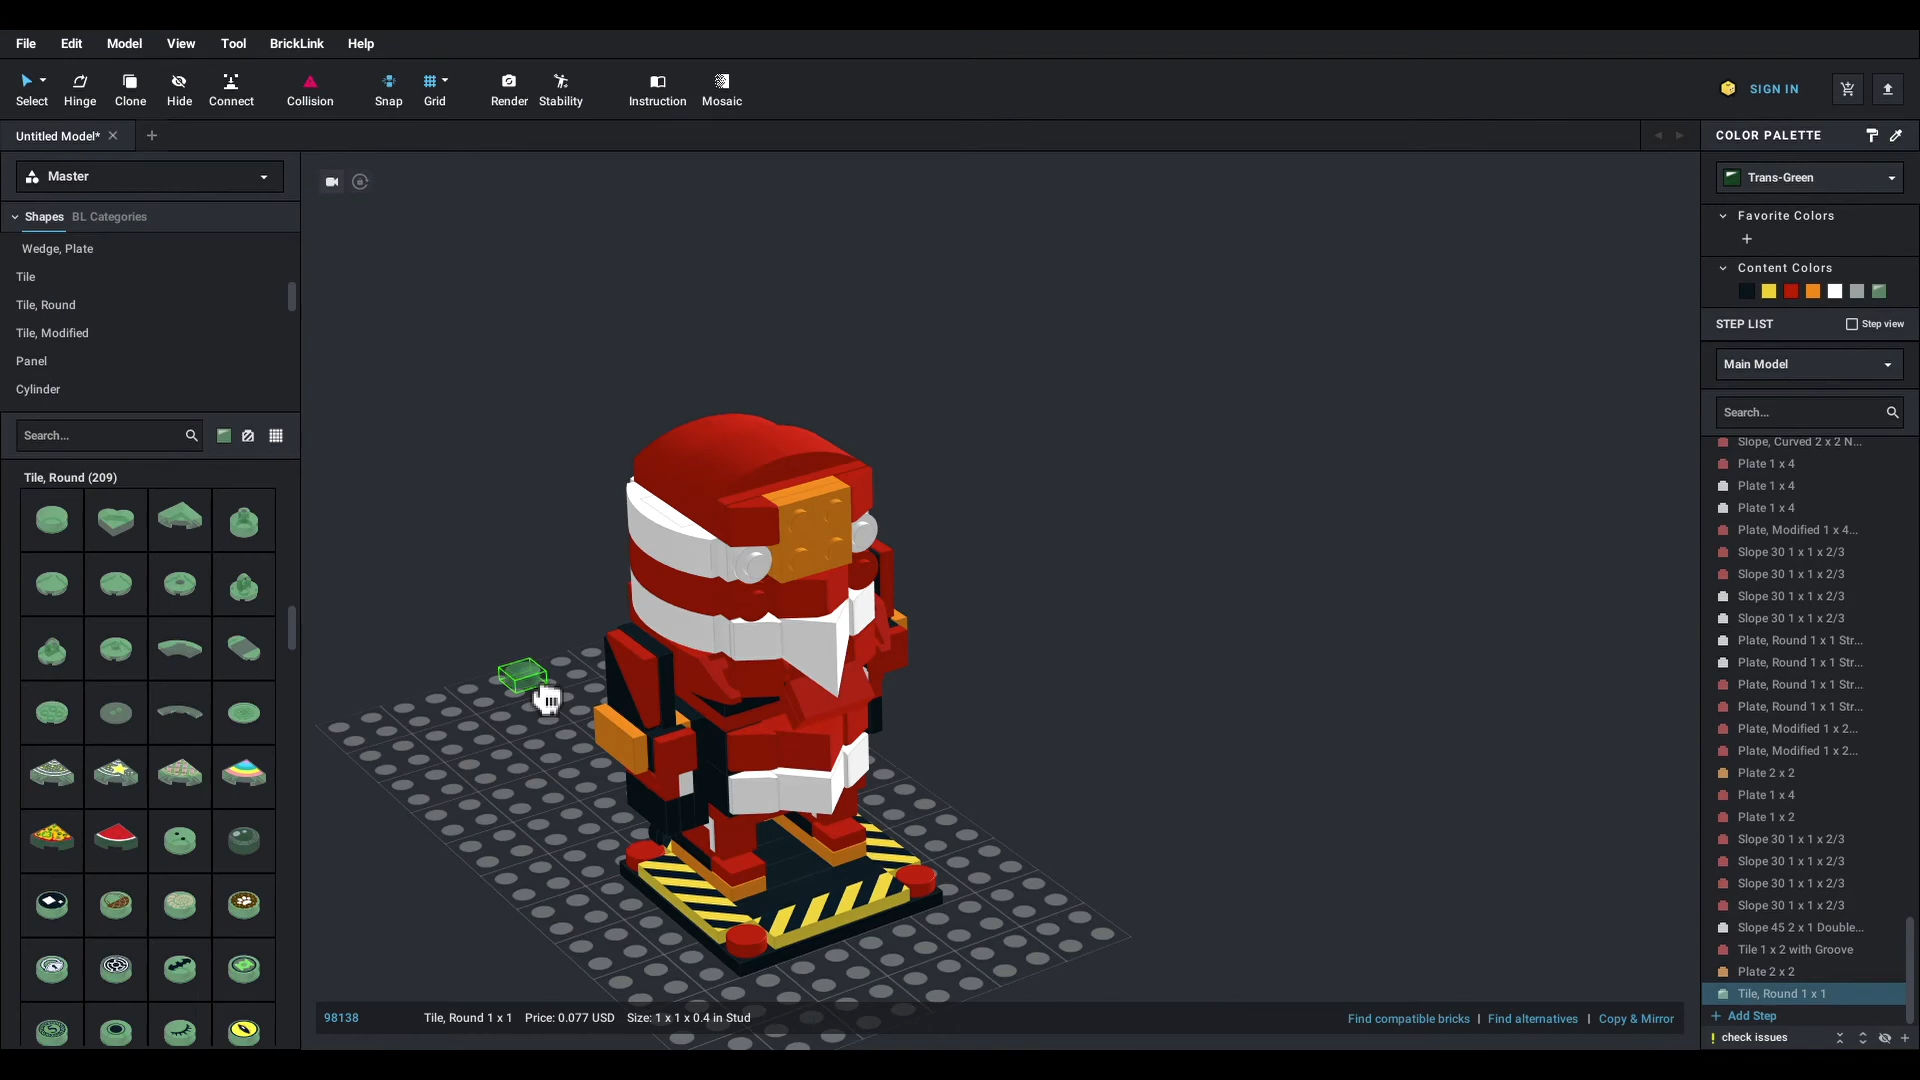 File Edit Model View Tool BrickLink Help
Select Hinge Clone Hide Connect Collision Snap Grid Render Stability Instruction Mosaic
SIGN IN
Untitled Model*
Master
Shapes BL Categories
Wedge, Plate
Tile
Tile, Round
Tile, Modified
Panel
Cylinder
Search...
Tile, Round (209)
98138 Tile, Round 1 x 1 Price: 0.077 USD Size: 1 x 1 x 0.4 in Stud
Find compatible bricks | Find alternatives | Copy & Mirror
COLOR PALETTE
Trans-Green
Favorite Colors
Content Colors
STEP LIST Step view
Main Model
Search...
Slope, Curved 2 x 2 N...
Plate 1 x 4
Plate 1 x 4
Plate 1 x 4
Plate, Modified 1 x 4...
Slope 30 1 x 1 x 2/3
Slope 30 1 x 1 x 2/3
Slope 30 1 x 1 x 2/3
Slope 30 1 x 1 x 2/3
Plate, Round 1 x 1 Str...
Plate, Round 1 x 1 Str...
Plate, Round 1 x 1 Str...
Plate, Round 1 x 1 Str...
Plate, Modified 1 x 2...
Plate, Modified 1 x 2...
Plate 2 x 2
Plate 1 x 4
Plate 1 x 2
Slope 30 1 x 1 x 2/3
Slope 30 1 x 1 x 2/3
Slope 30 1 x 1 x 2/3
Slope 30 1 x 1 x 2/3
Slope 45 2 x 1 Double...
Tile 1 x 2 with Groove
Plate 2 x 2
Tile, Round 1 x 1
+ Add Step
! check issues